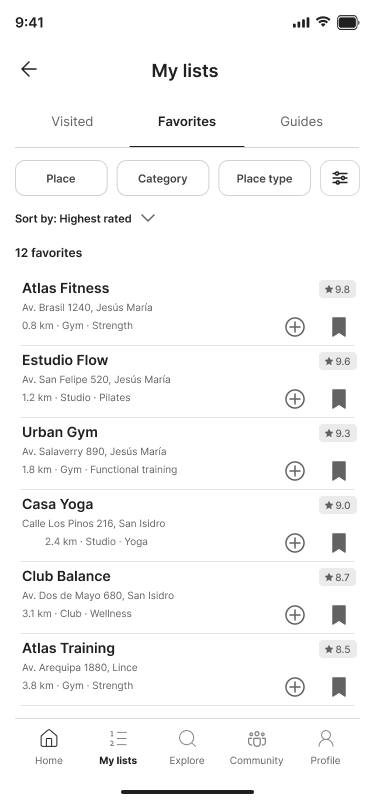 9:41
My lists
Visited Favorites Guides
Place Category Place type
Sort by: Highest rated
12 favorites
Atlas Fitness 9.8
Av. Brasil 1240, Jesús María
0.8 km · Gym · Strength
Estudio Flow 9.6
Av. San Felipe 520, Jesús María
1.2 km · Studio · Pilates
Urban Gym 9.3
Av. Salaverry 890, Jesús María
1.8 km · Gym · Functional training
Casa Yoga 9.0
Calle Los Pinos 216, San Isidro
2.4 km · Studio · Yoga
Club Balance 8.7
Av. Dos de Mayo 680, San Isidro
3.1 km · Club · Wellness
Atlas Training 8.5
Av. Arequipa 1880, Lince
3.8 km · Gym · Strength
1
2
Home My lists Explore Community Profile